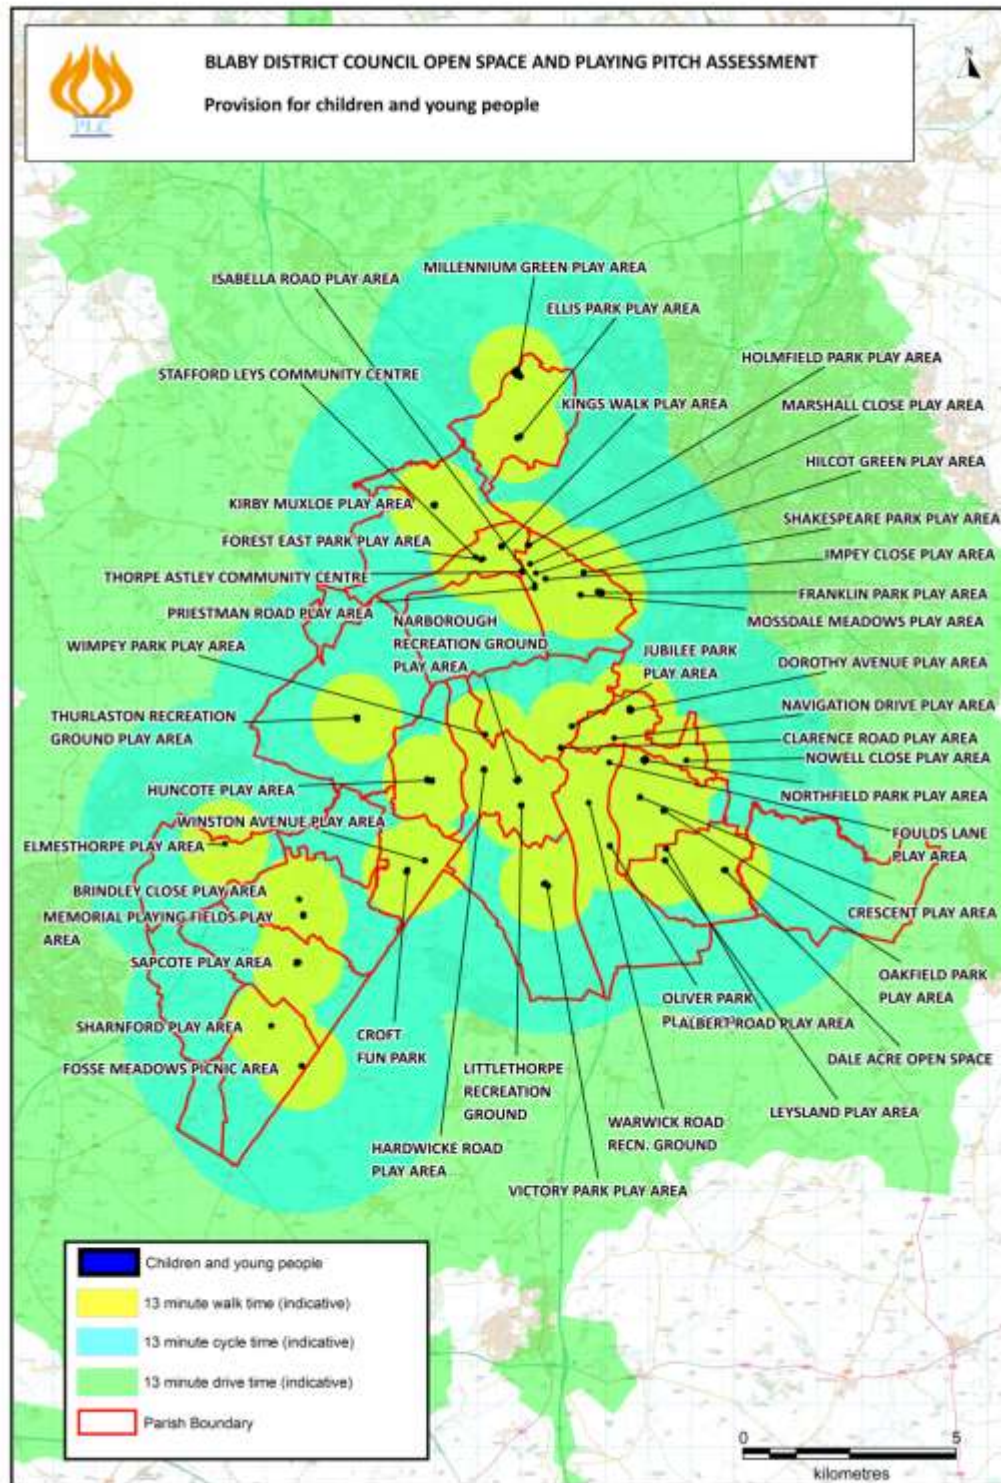 BLABY DISTRICT COUNCIL OPEN SPACE AND PLAYING PITCH ASSESSMENT
Provision for children and young people
PLC
N
MILLENNIUM GREEN PLAY AREA
ISABELLA ROAD PLAY AREA
ELLIS PARK PLAY AREA
HOLMFIELD PARK PLAY AREA
STAFFORD LEYS COMMUNITY CENTRE
KINGS WALK PLAY AREA
MARSHALL CLOSE PLAY AREA
HILCOT GREEN PLAY AREA
KIRBY MUXLOE PLAY AREA
SHAKESPEARE PARK PLAY AREA
FOREST EAST PARK PLAY AREA
IMPEY CLOSE PLAY AREA
THORPE ASTLEY COMMUNITY CENTRE
FRANKLIN PARK PLAY AREA
PRIESTMAN ROAD PLAY AREA
MOSSDALE MEADOWS PLAY AREA
NARBOROUGH
RECREATION GROUND
PLAY AREA
WIMPEY PARK PLAY AREA
JUBILEE PARK
PLAY AREA
DOROTHY AVENUE PLAY AREA
NAVIGATION DRIVE PLAY AREA
THURLASTON RECREATION
GROUND PLAY AREA
CLARENCE ROAD PLAY AREA
NOWELL CLOSE PLAY AREA
HUNCOTE PLAY AREA
NORTHFIELD PARK PLAY AREA
WINSTON AVENUE PLAY AREA
FOULDS LANE
PLAY AREA
ELMESTHORPE PLAY AREA
BRINDLEY CLOSE PLAY AREA
MEMORIAL PLAYING FIELDS PLAY
AREA
CRESCENT PLAY AREA
SAPCOTE PLAY AREA
OAKFIELD PARK
PLAY AREA
OLIVER PARK
ALBERT ROAD PLAY AREA
SHARNFORD PLAY AREA
CROFT
FUN PARK
DALE ACRE OPEN SPACE
FOSSE MEADOWS PICNIC AREA
LITTLETHORPE
RECREATION
GROUND
LEYSLAND PLAY AREA
WARWICK ROAD
RECN. GROUND
HARDWICKE ROAD
PLAY AREA
VICTORY PARK PLAY AREA
Children and young people
13 minute walk time (indicative)
13 minute cycle time (indicative)
13 minute drive time (indicative)
Parish Boundary
0 5
kilometres